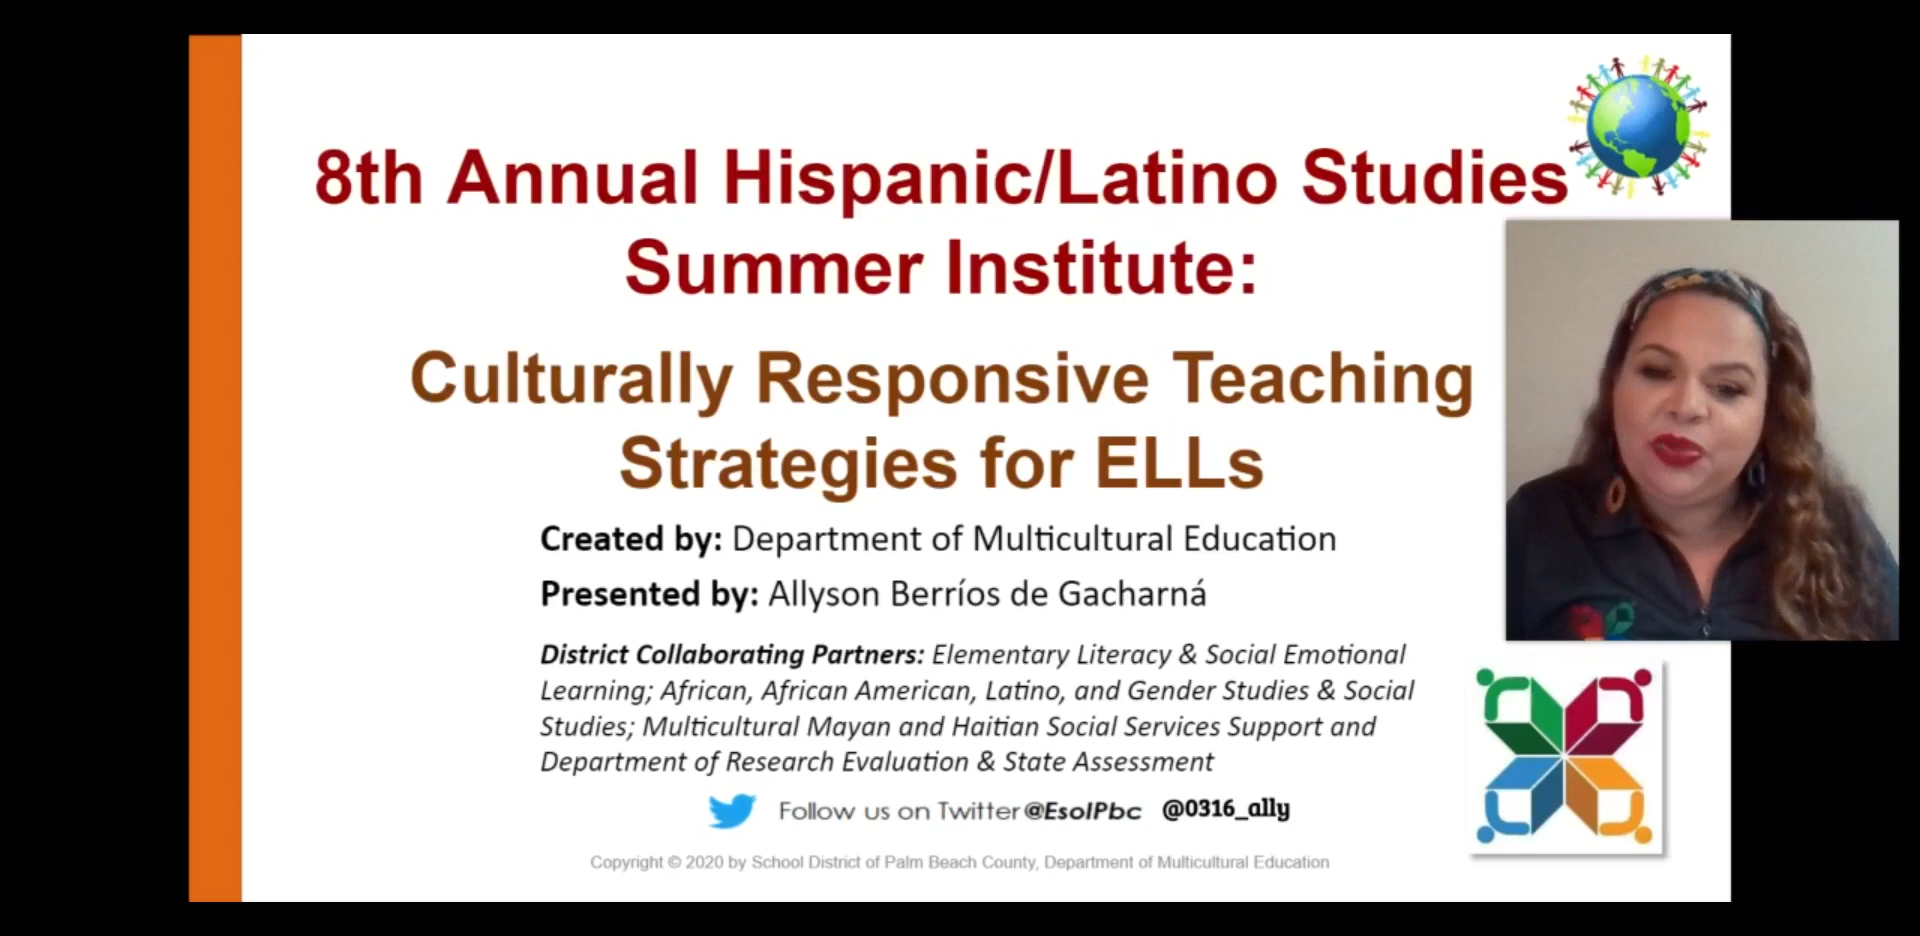 8th Annual Hispanic/Latino Studies
Summer Institute:
Culturally Responsive Teaching
Strategies for ELLs
Created by: Department of Multicultural Education
Presented by: Allyson Berríos de Gacharná
District Collaborating Partners: Elementary Literacy & Social Emotional
Learning; African, African American, Latino, and Gender Studies & Social
Studies; Multicultural Mayan and Haitian Social Services Support and
Department of Research Evaluation & State Assessment
Follow us on Twitter @EsolPbc @0316_ally
Copyright © 2020 by School District of Palm Beach County, Department of Multicultural Education